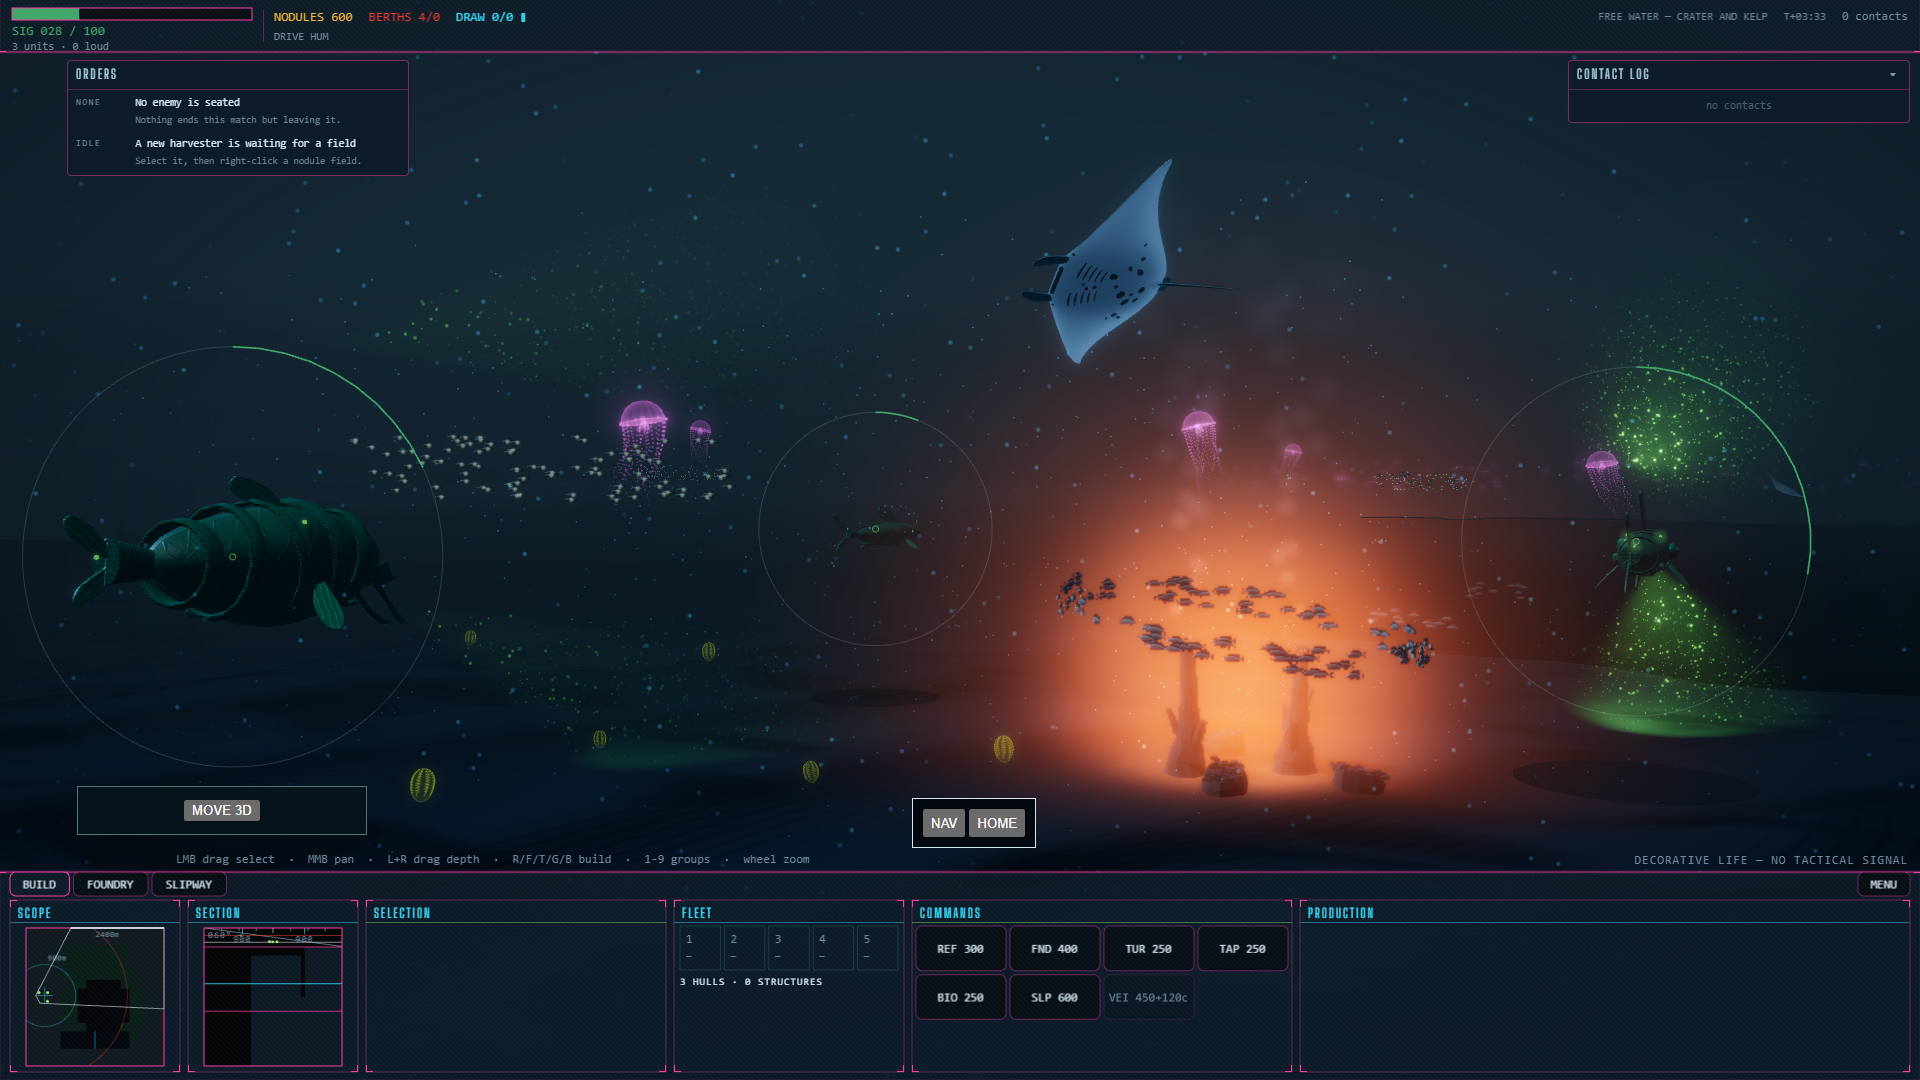 SIG 028 / 100
3 units · 0 loud
NODULES 600 BERTHS 4/0 DRAW 0/0
DRIVE HUM
FREE WATER — CRATER AND KELP T+03:33 0 contacts
ORDERS
NONE No enemy is seated
Nothing ends this match but leaving it.
IDLE A new harvester is waiting for a field
Select it, then right-click a nodule field.
CONTACT LOG
no contacts
MOVE 3D
NAV HOME
LMB drag select · MMB pan · L+R drag depth · R/F/T/G/B build · 1-9 groups · wheel zoom
DECORATIVE LIFE — NO TACTICAL SIGNAL
BUILD FOUNDRY SLIPWAY
MENU
SCOPE
2400m
900m
SECTION
060°
900 900
SELECTION
FLEET
1 2 3 4 5
— — — — —
3 HULLS · 0 STRUCTURES
COMMANDS
REF 300 FND 400 TUR 250 TAP 250
BIO 250 SLP 600 VEI 450+120c
PRODUCTION